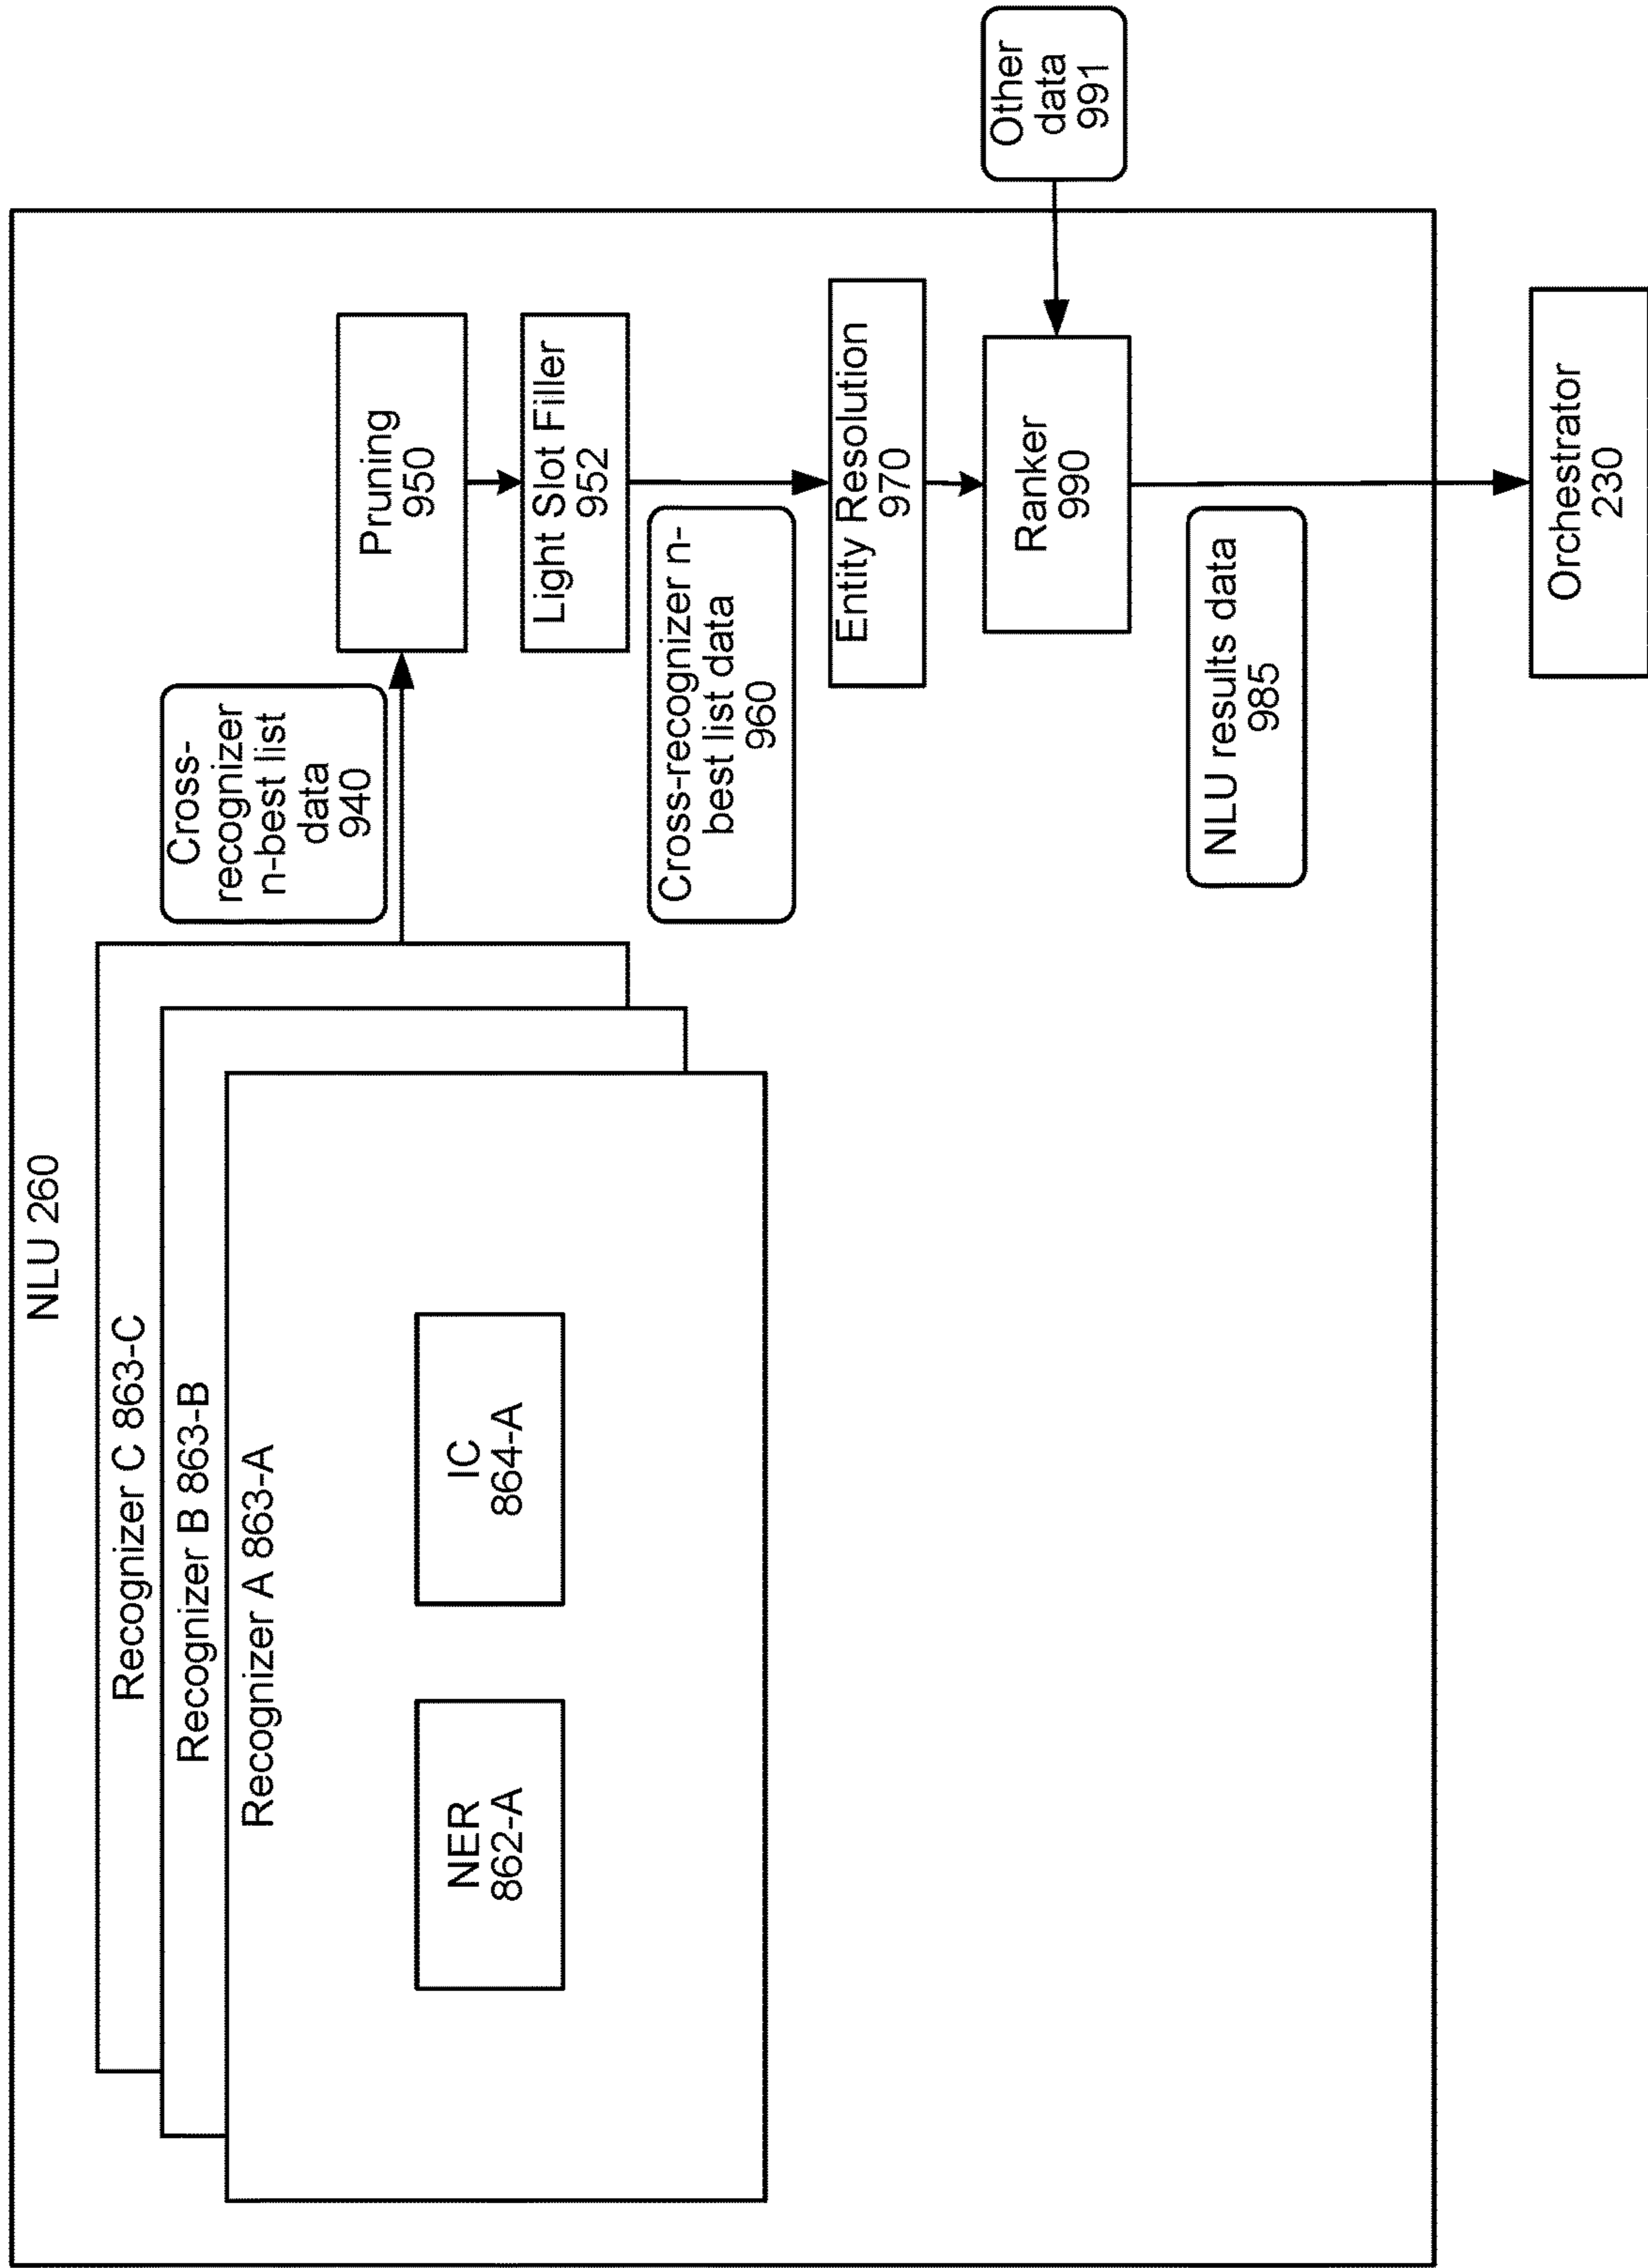 NLU 260
Recognizer C 863-C
Recognizer B 863-B
Recognizer A 863-A
NER
862-A
IC
864-A
Cross-
recognizer
n-best list
data
940
Pruning
950
Light Slot Filler
952
Cross-recognizer n-
best list data
960
Entity Resolution
970
Ranker
990
Other
data
991
NLU results data
985
Orchestrator
230